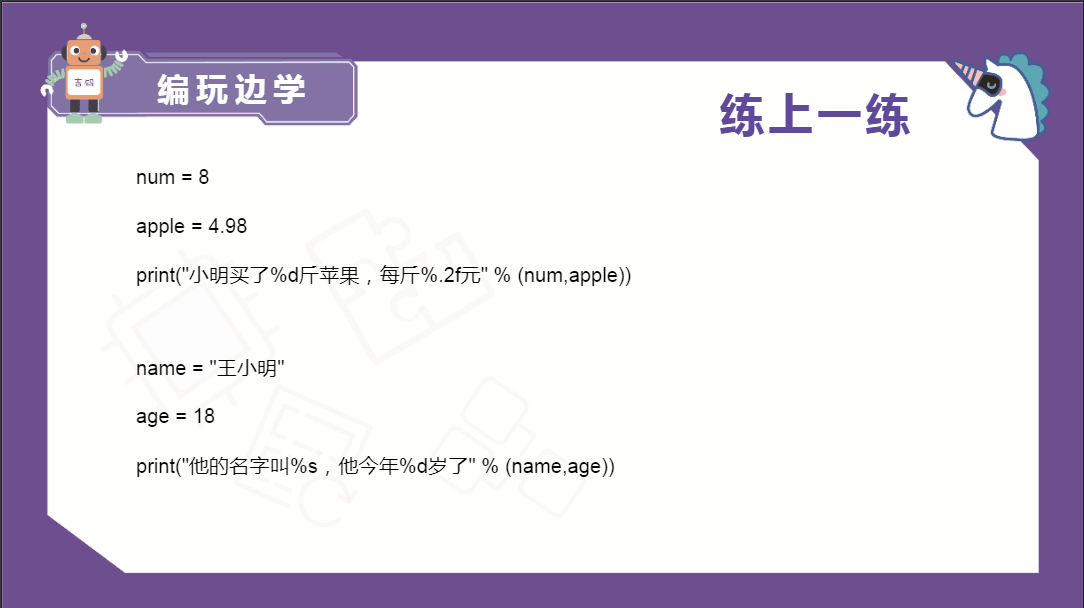 吉码
编玩边学
练上一练
num = 8
apple = 4.98
print("小明买了%d斤苹果，每斤%.2f元" % (num,apple))
name = "王小明"
age = 18
print("他的名字叫%s，他今年%d岁了" % (name,age))